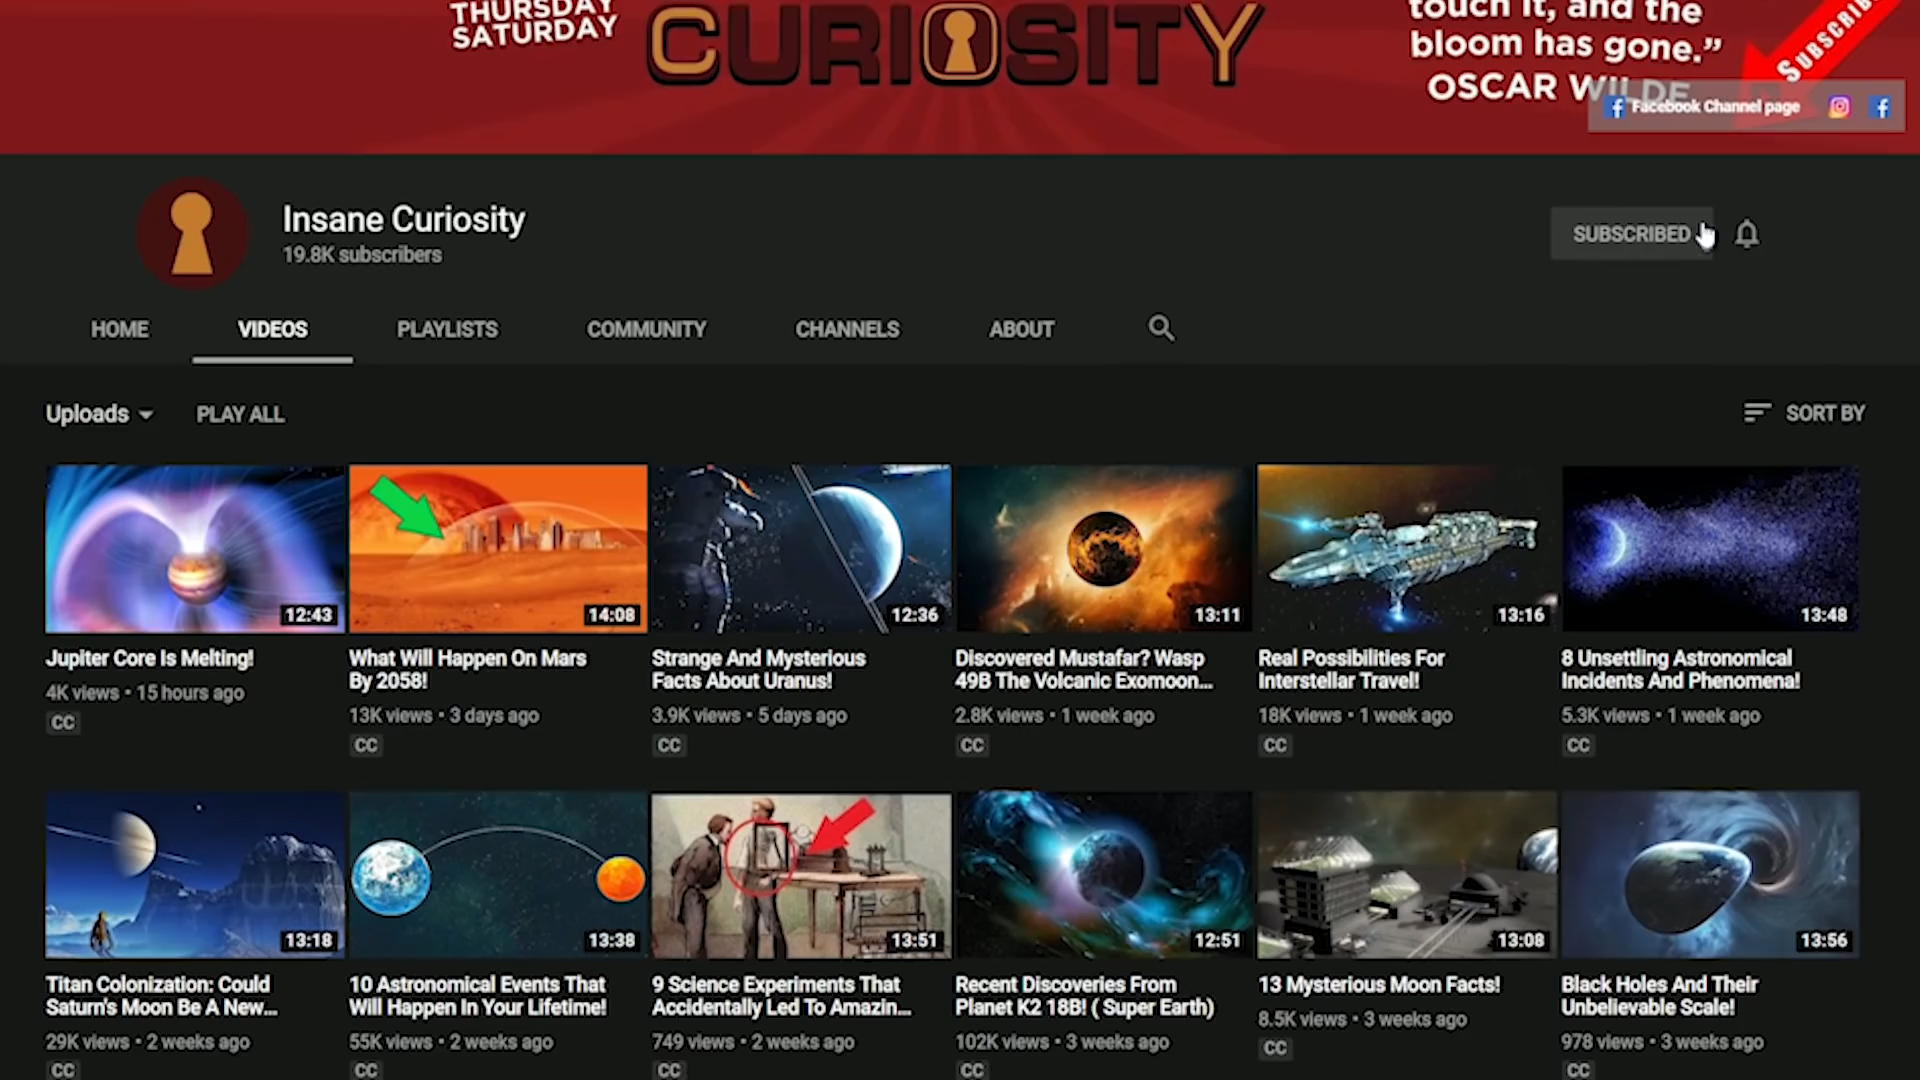 THURSDAY
SATURDAY
CURIOSITY
touch it, and the
bloom has gone.”
OSCAR WILDE
SUBSCRIB
Facebook Channel page
Insane Curiosity
19.8K subscribers
SUBSCRIBED
HOME VIDEOS PLAYLISTS COMMUNITY CHANNELS ABOUT
Uploads PLAY ALL SORT BY
12:43 14:08 12:36 13:11 13:16 13:48
Jupiter Core Is Melting!
4K views • 15 hours ago
CC
What Will Happen On Mars
By 2058!
13K views • 3 days ago
CC
Strange And Mysterious
Facts About Uranus!
3.9K views • 5 days ago
CC
Discovered Mustafar? Wasp
49B The Volcanic Exomoon...
2.8K views • 1 week ago
CC
Real Possibilities For
Interstellar Travel!
18K views • 1 week ago
CC
8 Unsettling Astronomical
Incidents And Phenomena!
5.3K views • 1 week ago
CC
13:18 13:38 13:51 12:51 13:08 13:56
Titan Colonization: Could
Saturn's Moon Be A New...
29K views • 2 weeks ago
CC
10 Astronomical Events That
Will Happen In Your Lifetime!
55K views • 2 weeks ago
CC
9 Science Experiments That
Accidentally Led To Amazin...
749 views • 2 weeks ago
CC
Recent Discoveries From
Planet K2 18B! ( Super Earth)
102K views • 3 weeks ago
CC
13 Mysterious Moon Facts!
8.5K views • 3 weeks ago
CC
Black Holes And Their
Unbelievable Scale!
978 views • 3 weeks ago
CC